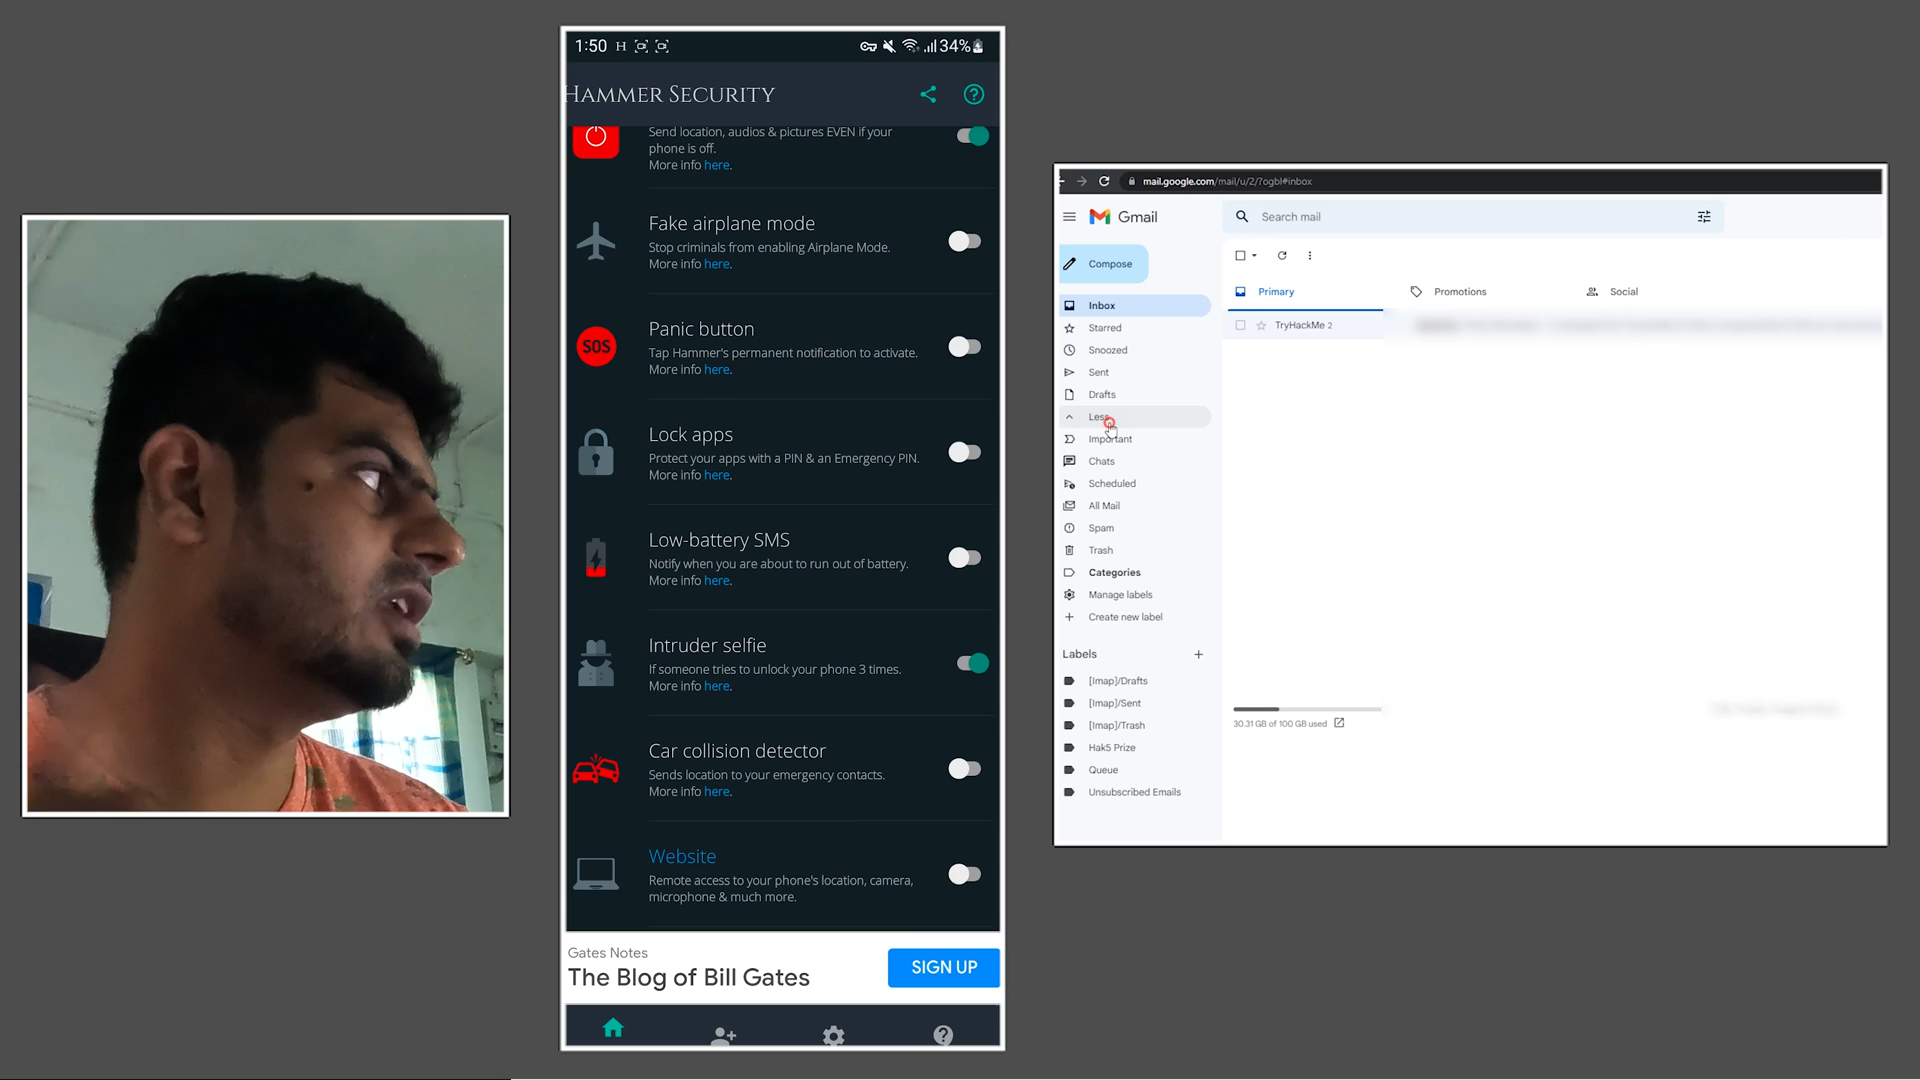 1:50 H 34%
HAMMER SECURITY
Send location, audios & pictures EVEN if your
phone is off.
More info here.
Fake airplane mode
Stop criminals from enabling Airplane Mode.
More info here.
SOS
Panic button
Tap Hammer's permanent notification to activate.
More info here.
Lock apps
Protect your apps with a PIN & an Emergency PIN.
More info here.
Low-battery SMS
Notify when you are about to run out of battery.
More info here.
Intruder selfie
If someone tries to unlock your phone 3 times.
More info here.
Car collision detector
Sends location to your emergency contacts.
More info here.
Website
Remote access to your phone's location, camera,
microphone & much more.
Gates Notes
The Blog of Bill Gates
SIGN UP
mail.google.com/mail/u/2/?ogbl#inbox
Gmail
Search mail
Compose
Inbox
Starred
Snoozed
Sent
Drafts
Less
Important
Chats
Scheduled
All Mail
Spam
Trash
Categories
Manage labels
Create new label
Labels
[Imap]/Drafts
[Imap]/Sent
[Imap]/Trash
Hak5 Prize
Queue
Unsubscribed Emails
Primary
Promotions
Social
TryHackMe 2
30.31 GB of 100 GB used